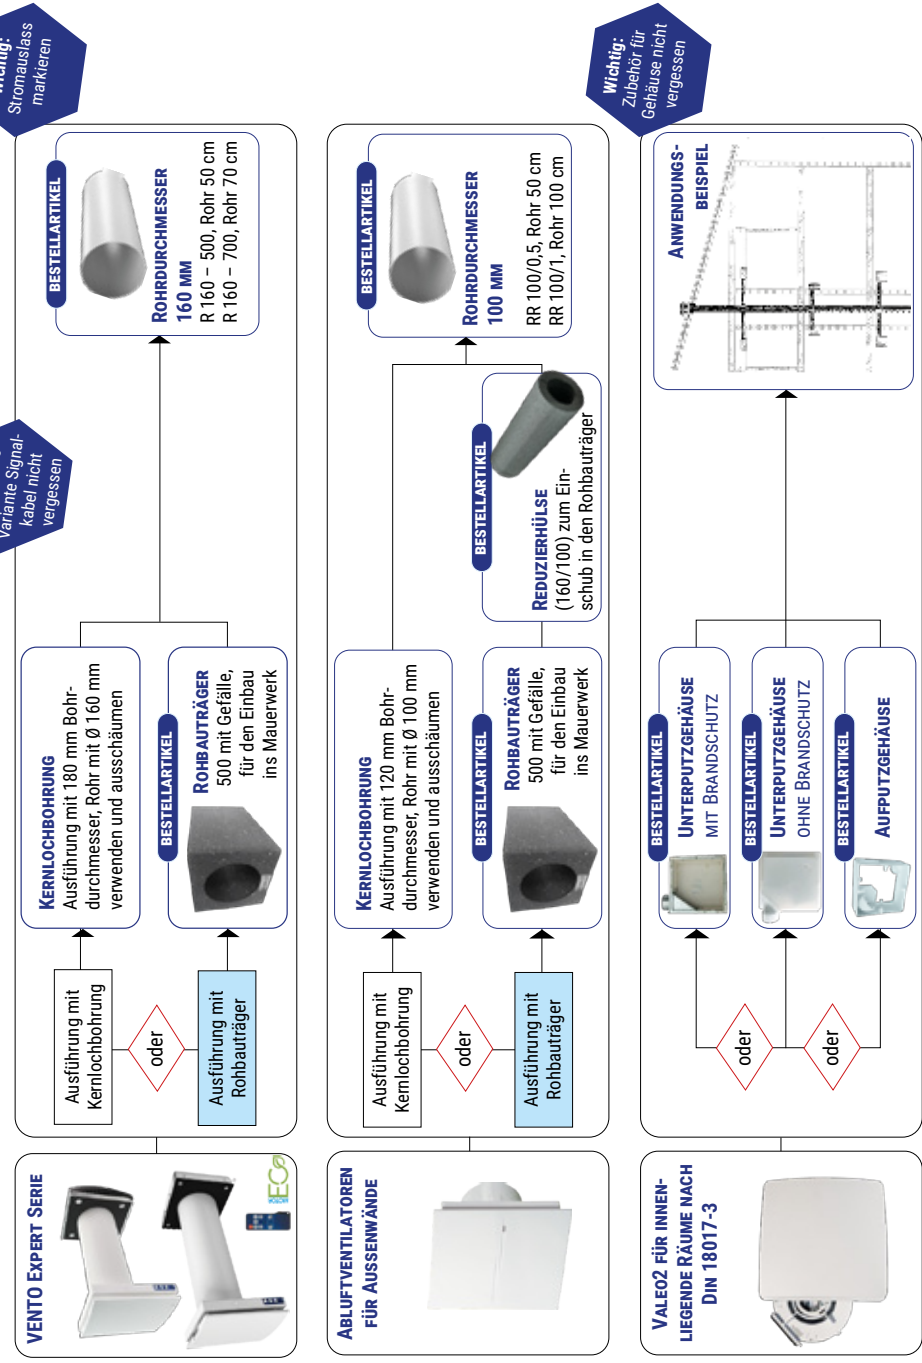 VENTO EXPERT SERIE
ECO
Ausführung mit
Kernlochbohrung
oder
Ausführung mit
Rohbauträger
KERNLOCHBOHRUNG
Ausführung mit 180 mm Bohr-
durchmesser, Rohr mit Ø 160 mm
verwenden und ausschäumen
BESTELLARTIKEL
ROHBAUTRÄGER
500 mit Gefälle,
für den Einbau
ins Mauerwerk
Variante Signal-
kabel nicht
vergessen
BESTELLARTIKEL
ROHRDURCHMESSER
160 MM
R 160 – 500, Rohr 50 cm
R 160 – 700, Rohr 70 cm
Wichtig:
Stromauslass
markieren
ABLUFTVENTILATOREN
FÜR AUSSENWÄNDE
Ausführung mit
Kernlochbohrung
oder
Ausführung mit
Rohbauträger
KERNLOCHBOHRUNG
Ausführung mit 120 mm Bohr-
durchmesser, Rohr mit Ø 100 mm
verwenden und ausschäumen
BESTELLARTIKEL
ROHBAUTRÄGER
500 mit Gefälle,
für den Einbau
ins Mauerwerk
BESTELLARTIKEL
REDUZIERHÜLSE
(160/100) zum Ein-
schub in den Rohbauträger
BESTELLARTIKEL
ROHRDURCHMESSER
100 MM
RR 100/0,5, Rohr 50 cm
RR 100/1, Rohr 100 cm
VALEO2 FÜR INNEN-
LIEGENDE RÄUME NACH
DIN 18017-3
oder
oder
BESTELLARTIKEL
UNTERPUTZGEHÄUSE
MIT BRANDSCHUTZ
BESTELLARTIKEL
UNTERPUTZGEHÄUSE
OHNE BRANDSCHUTZ
BESTELLARTIKEL
AUFPUTZGEHÄUSE
ANWENDUNGS-
BEISPIEL
Wichtig:
Zubehör für
Gehäuse nicht
vergessen